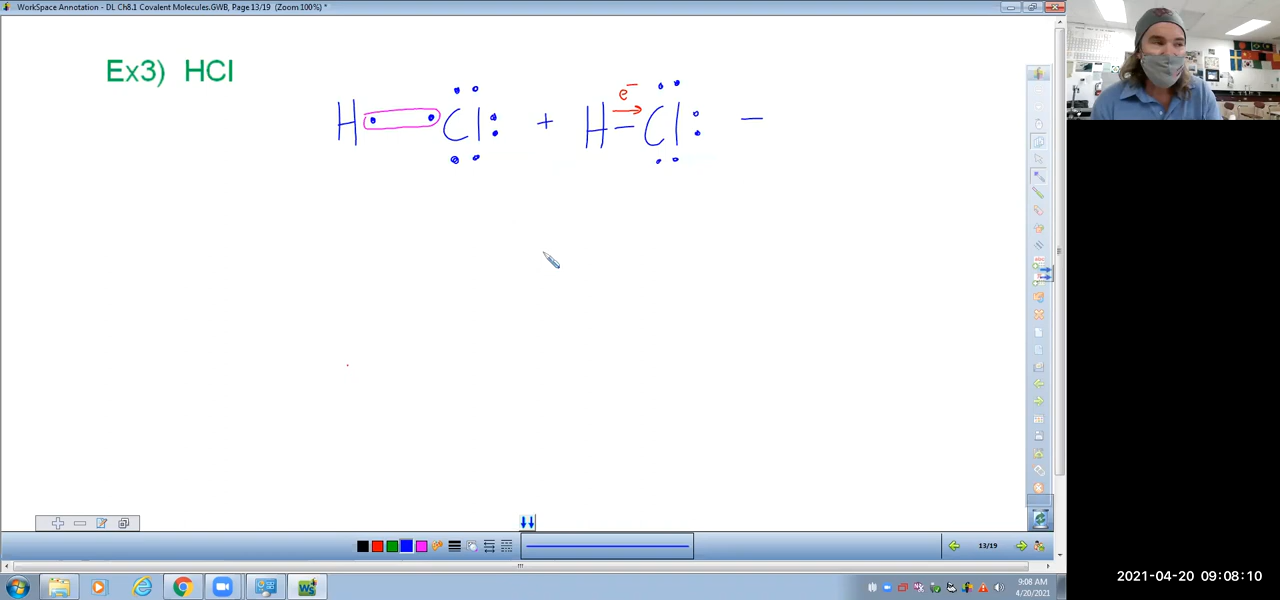 WorkSpace Annotation - DL Ch8.1 Covalent Molecules.GWB, Page 13/19 (Zoom 100%) *
Ex3) HCl
H Cl + H – Cl –
e⁻
13/19
9:08 AM
4/20/2021
2021-04-20 09:08:10